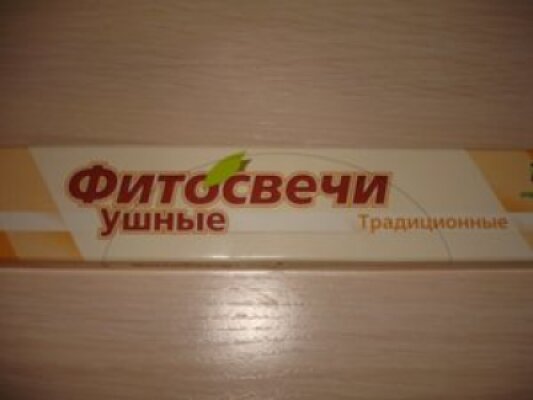 Фитосвечи
ушные
Традиционные